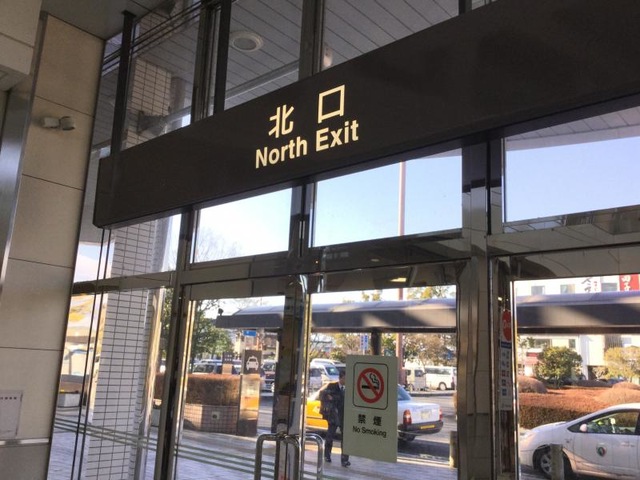 北口
North Exit
禁煙
No Smoking